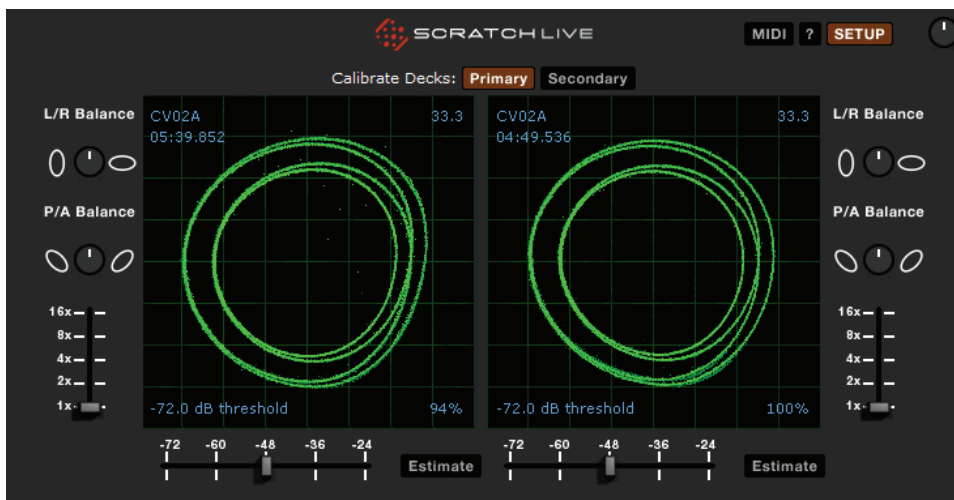 SCRATCHLIVE
MIDI ? SETUP
Calibrate Decks: Primary Secondary
L/R Balance
P/A Balance
16x
8x
4x
2x
1x
CV02A 33.3
05:39.852
-72.0 dB threshold 94%
-72 -60 -48 -36 -24
Estimate
CV02A 33.3
04:49.536
-72.0 dB threshold 100%
-72 -60 -48 -36 -24
Estimate
L/R Balance
P/A Balance
16x
8x
4x
2x
1x